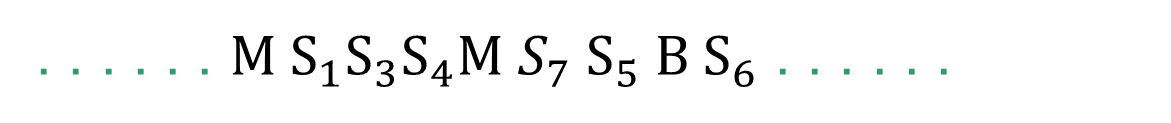 . . . . . . M S₁S₃S₄M S₇ S₅ B S₆ . . . . . .